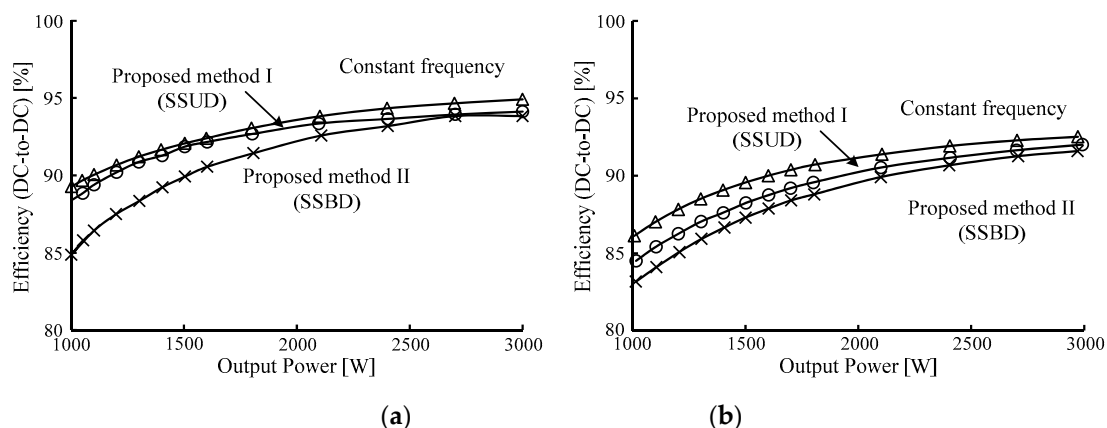 100
95
90
85
80
Efficiency (DC-to-DC) [%]
Proposed method I
(SSUD)
Constant frequency
Proposed method II
(SSBD)
1000
1500
2000
2500
3000
Output Power [W]
(a)
100
95
90
85
80
Efficiency (DC-to-DC) [%]
Proposed method I
(SSUD)
Constant frequency
Proposed method II
(SSBD)
1000
1500
2000
2500
3000
Output Power [W]
(b)